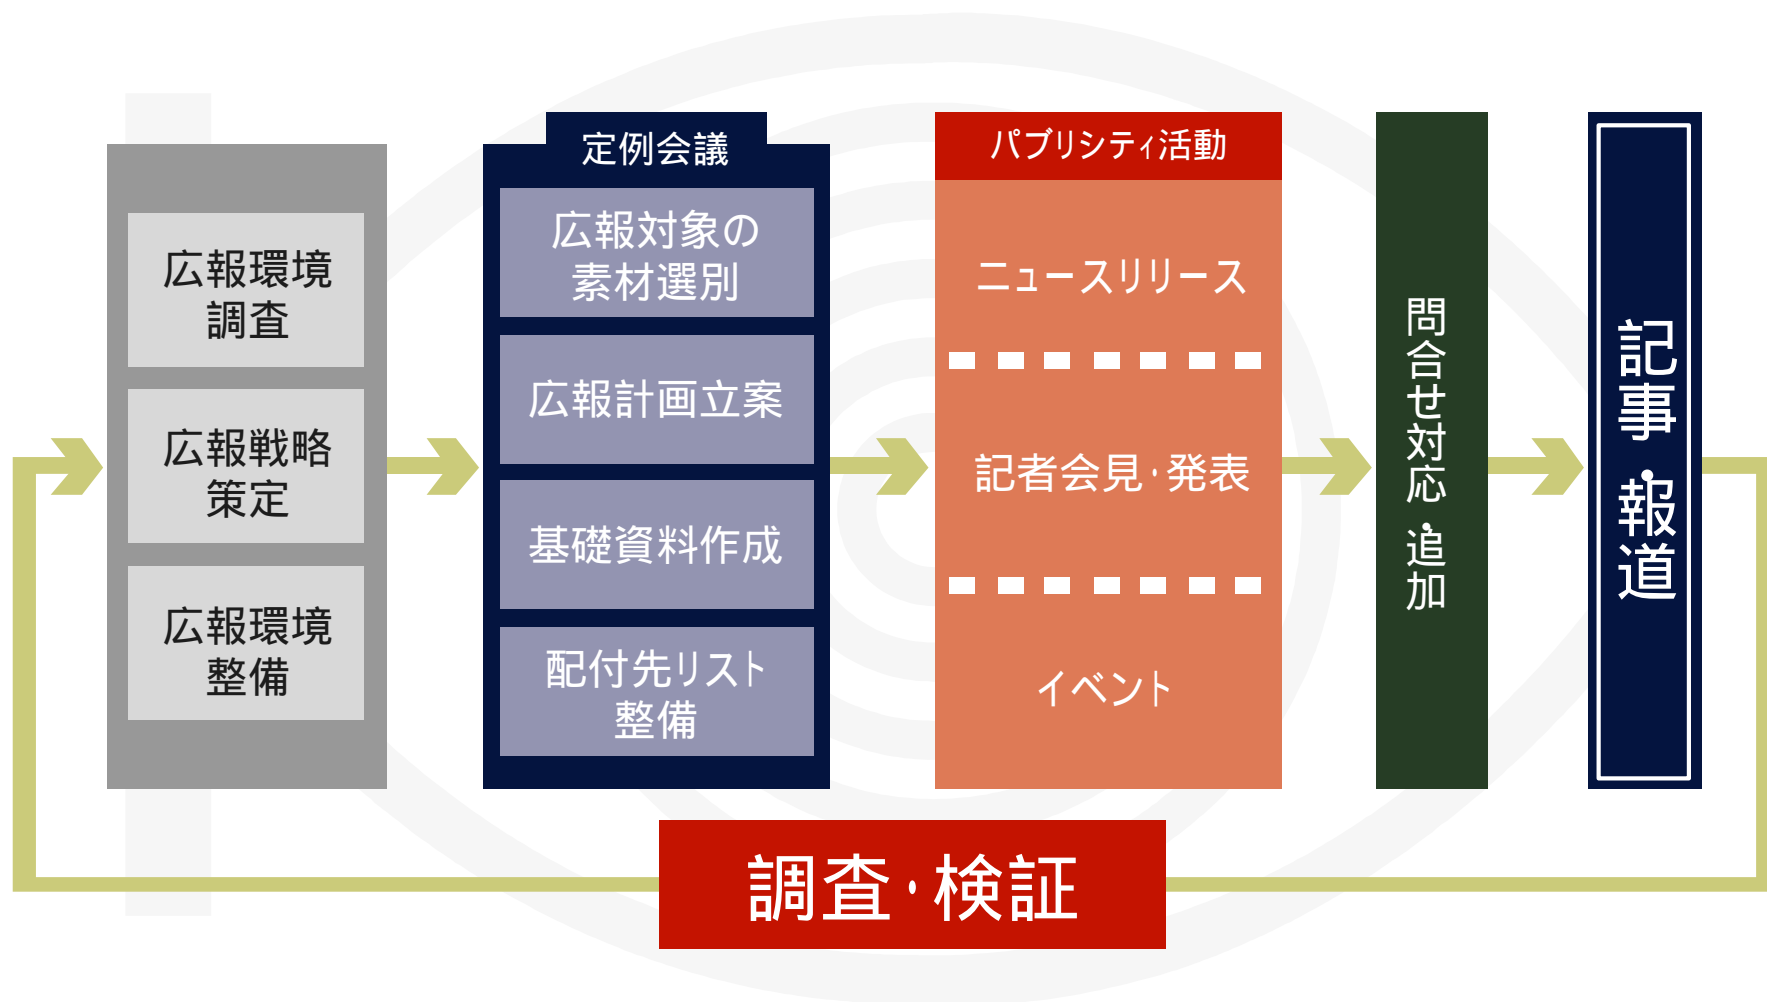 広報環境
調査
広報戦略
策定
広報環境
整備
定例会議
広報対象の
素材選別
広報計画立案
基礎資料作成
配付先リスト
整備
パブリシティ活動
ニュースリリース
記者会見・発表
イベント
問合せ対応・追加
記事・報道
調査・検証